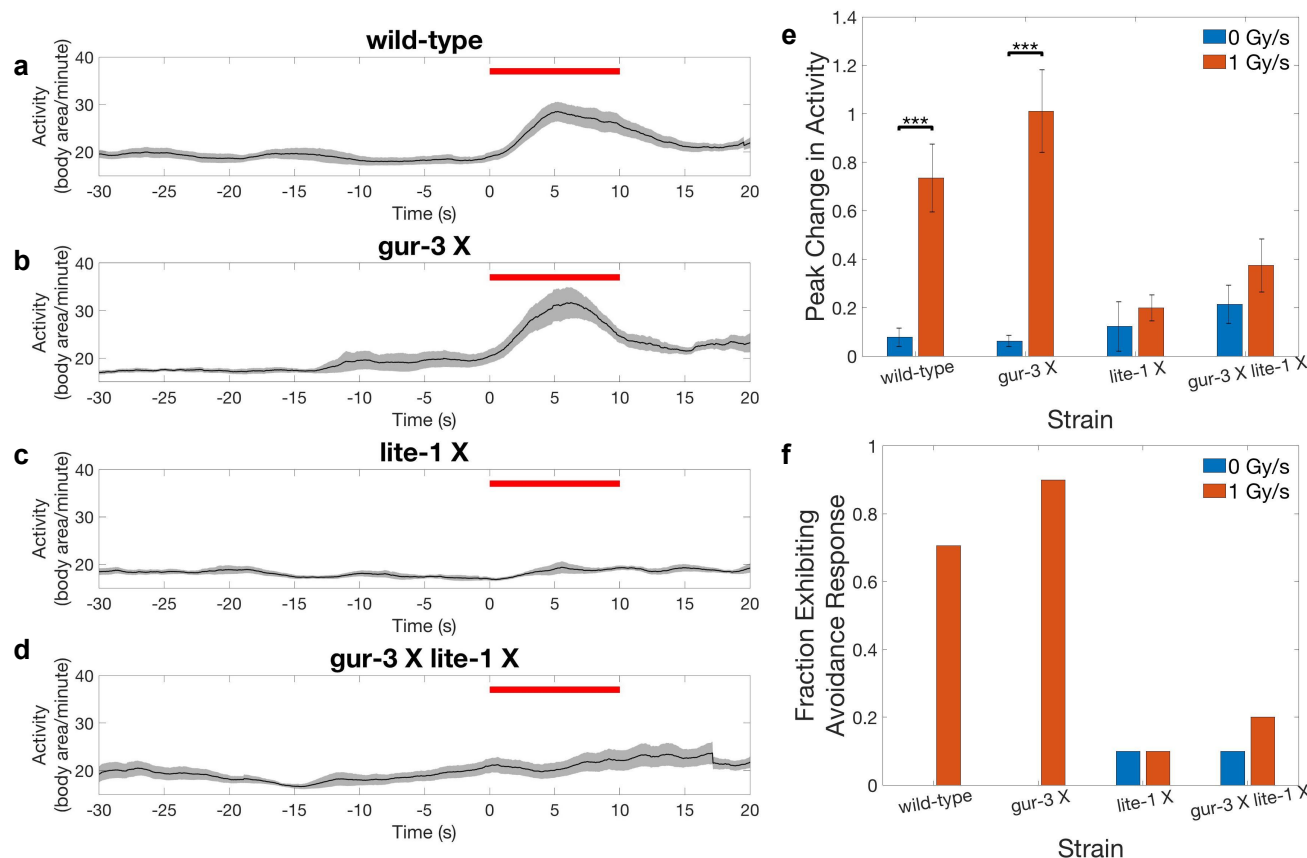 a
wild-type
Activity
(body area/minute)
40
30
20
-30 -25 -20 -15 -10 -5 0 5 10 15 20
Time (s)
b
gur-3 X
Activity
(body area/minute)
40
30
20
-30 -25 -20 -15 -10 -5 0 5 10 15 20
Time (s)
c
lite-1 X
Activity
(body area/minute)
40
30
20
-30 -25 -20 -15 -10 -5 0 5 10 15 20
Time (s)
d
gur-3 X lite-1 X
Activity
(body area/minute)
40
30
20
-30 -25 -20 -15 -10 -5 0 5 10 15 20
Time (s)
e
Peak Change in Activity
1.4
1.2
1
0.8
0.6
0.4
0.2
0
0 Gy/s
1 Gy/s
***
***
wild-type gur-3 X lite-1 X gur-3 X lite-1 X
Strain
f
Fraction Exhibiting
Avoidance Response
1
0.8
0.6
0.4
0.2
0
0 Gy/s
1 Gy/s
wild-type gur-3 X lite-1 X gur-3 X lite-1 X
Strain